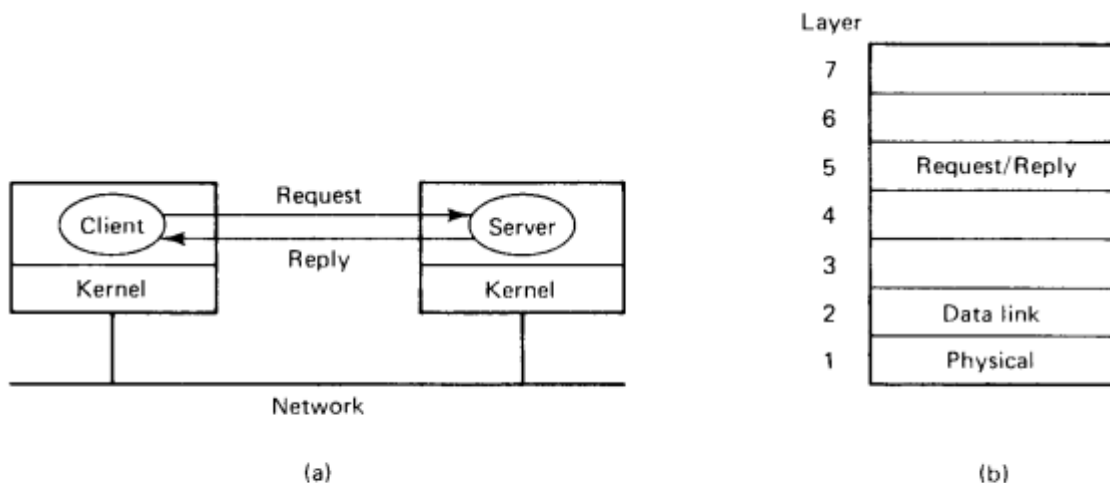 Client
Request
Server
Reply
Kernel
Kernel
Network
(a)
Layer
7
6
5 Request/Reply
4
3
2 Data link
1 Physical
(b)